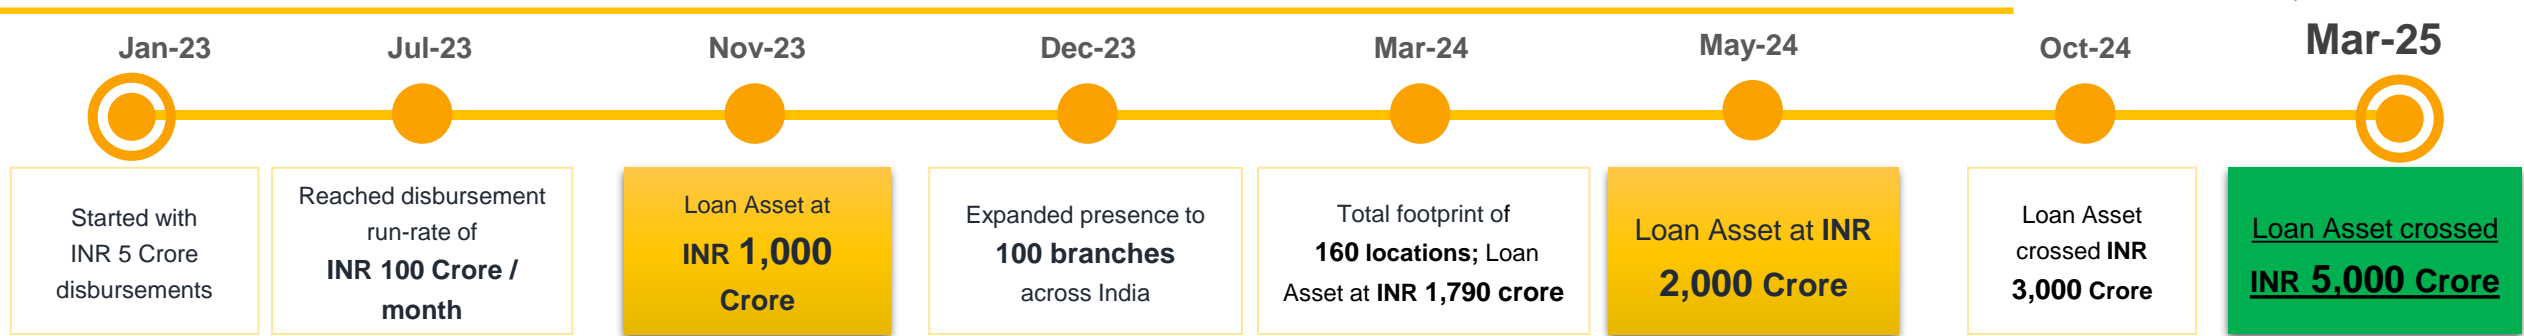 Jan-23
Jul-23
Nov-23
Dec-23
Mar-24
May-24
Oct-24
Mar-25
Started with
INR 5 Crore
disbursements
Reached disbursement
run-rate of
INR 100 Crore /
month
Loan Asset at
INR 1,000
Crore
Expanded presence to
100 branches
across India
Total footprint of
160 locations; Loan
Asset at INR 1,790 crore
Loan Asset at INR
2,000 Crore
Loan Asset
crossed INR
3,000 Crore
Loan Asset crossed
INR 5,000 Crore